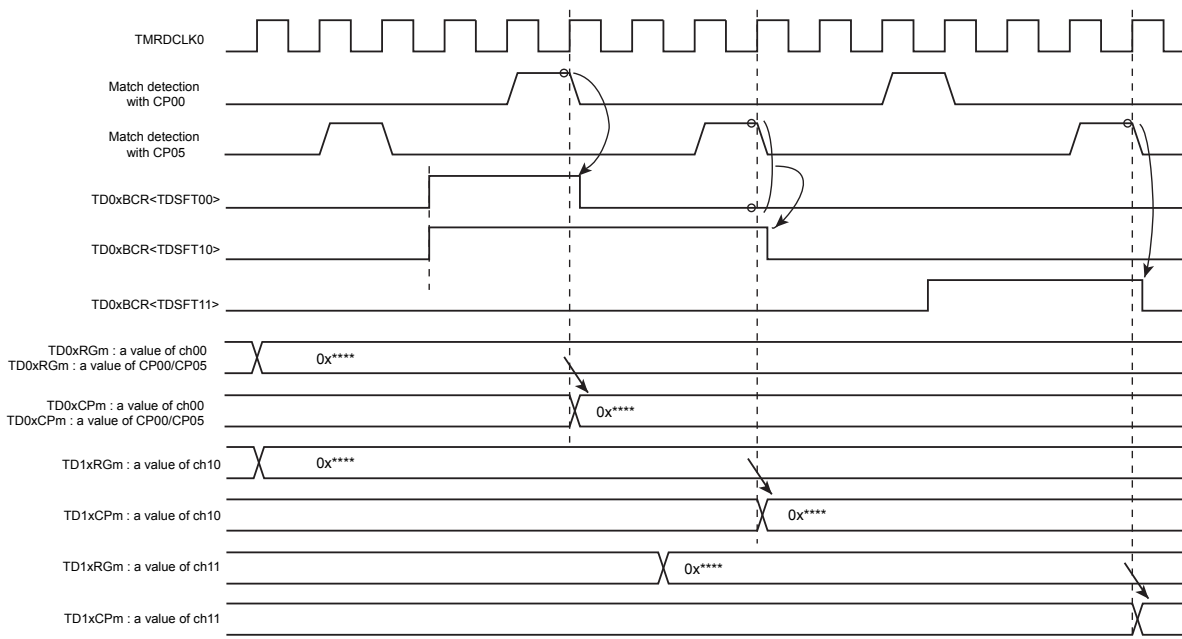 TMRDCLK0
Match detection
with CP00
Match detection
with CP05
TD0xBCR<TDSFT00>
TD0xBCR<TDSFT10>
TD0xBCR<TDSFT11>
TD0xRGm : a value of ch00
TD0xRGm : a value of CP00/CP05
0x****
TD0xCPm : a value of ch00
TD0xCPm : a value of CP00/CP05
0x****
TD1xRGm : a value of ch10
0x****
TD1xCPm : a value of ch10
0x****
TD1xRGm : a value of ch11
0x****
TD1xCPm : a value of ch11